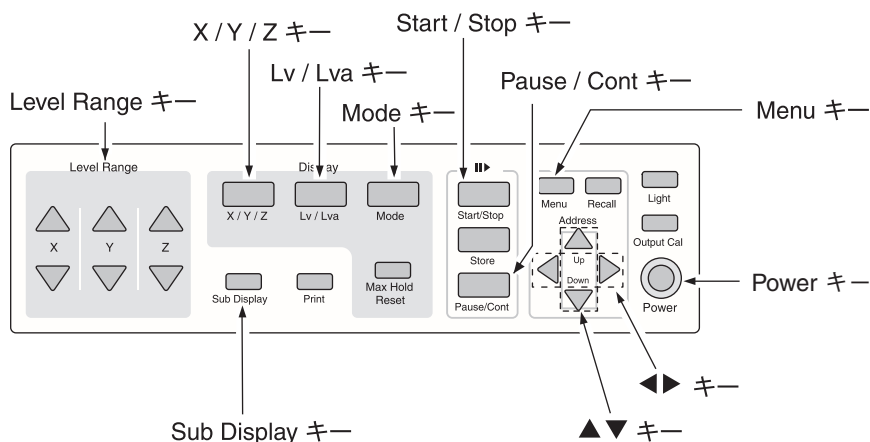 X / Y / Z キー
Start / Stop キー
Lv / Lva キー
Pause / Cont キー
Level Range キー
Mode キー
Menu キー
Level Range
Display
X / Y / Z
Lv / Lva
Mode
Start/Stop
Menu
Recall
Light
X
Y
Z
Address
Store
Up
Output Cal
Sub Display
Print
Max Hold
Reset
Down
Pause/Cont
Power
Power キー
◀▶ キー
Sub Display キー
▲▼ キー